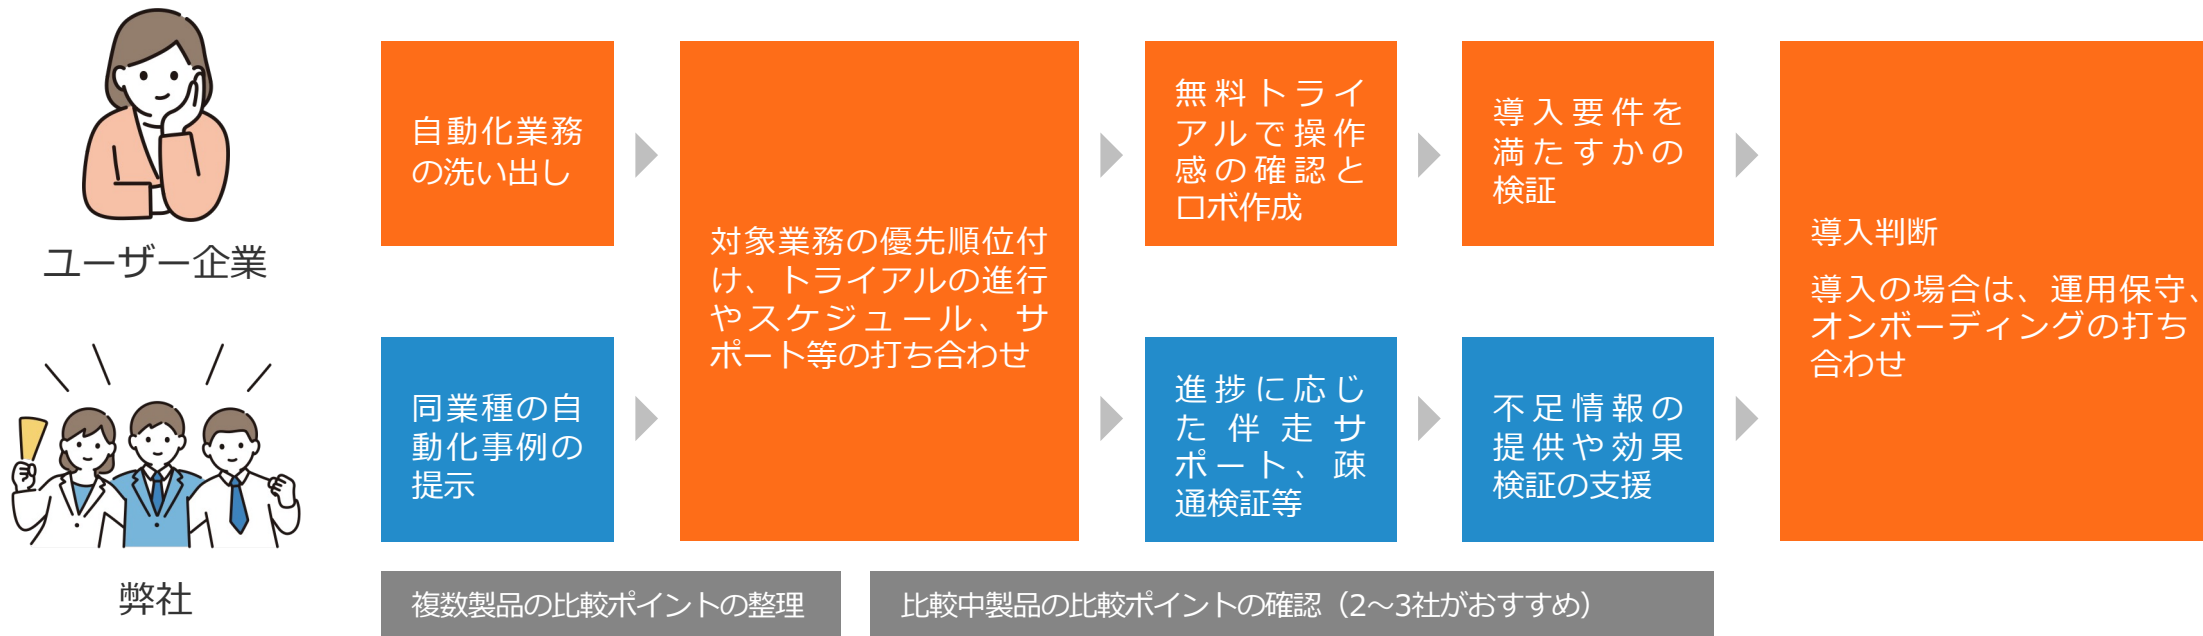 ユーザー企業
自動化業務
の洗い出し
対象業務の優先順位付
け、トライアルの進行
やスケジュール、サ
ポート等の打ち合わせ
無料トライ
アルで操作
感の確認と
ロボ作成
導入要件を
満たすかの
検証
導入判断
導入の場合は、運用保守、
オンボーディングの打ち
合わせ
弊社
同業種の自
動化事例の
提示
進捗に応じ
た伴走サ
ポート、疎
通検証等
不足情報の
提供や効果
検証の支援
複数製品の比較ポイントの整理
比較中製品の比較ポイントの確認（2～3社がおすすめ）